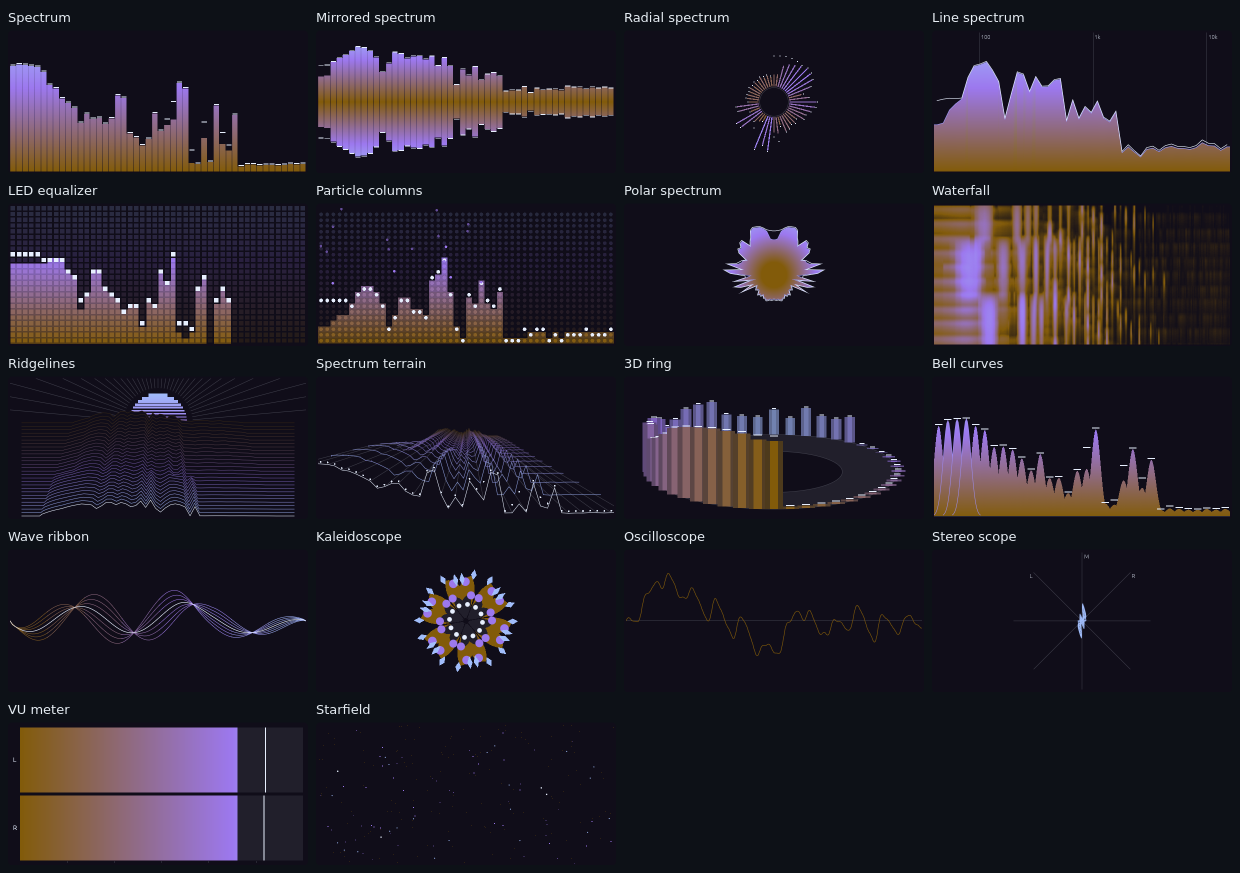 Spectrum
Mirrored spectrum
Radial spectrum
Line spectrum
100
1k
10k
LED equalizer
Particle columns
Polar spectrum
Waterfall
Ridgelines
Spectrum terrain
3D ring
Bell curves
Wave ribbon
Kaleidoscope
Oscilloscope
Stereo scope
M
L
R
VU meter
Starfield
L
R